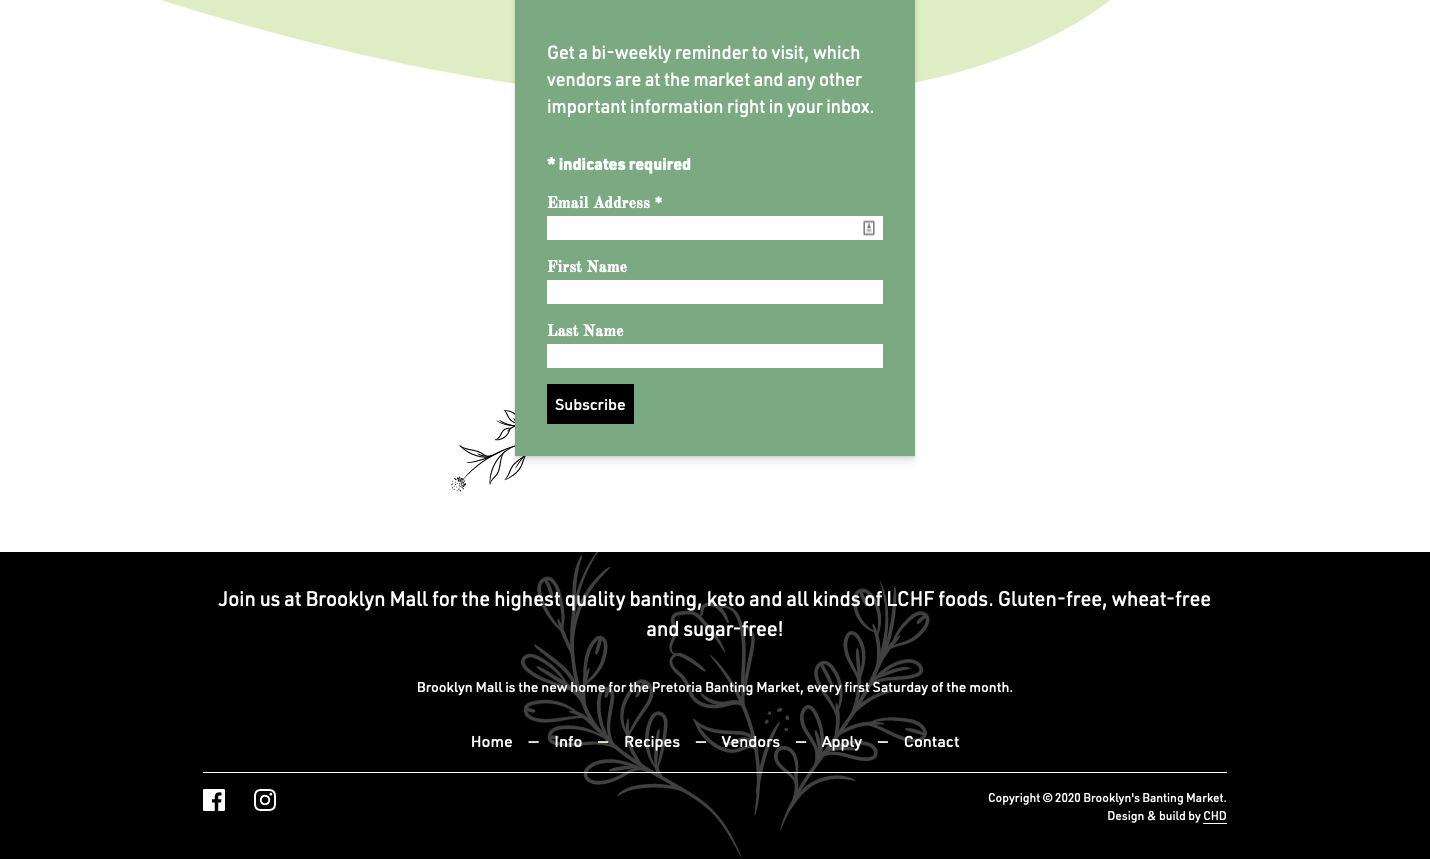 Get a bi-weekly reminder to visit, which
vendors are at the market and any other
important information right in your inbox.
* indicates required
Email Address *
First Name
Last Name
Subscribe
Join us at Brooklyn Mall for the highest quality banting, keto and all kinds of LCHF foods. Gluten-free, wheat-free
and sugar-free!
Brooklyn Mall is the new home for the Pretoria Banting Market, every first Saturday of the month.
Home – Info – Recipes – Vendors – Apply – Contact
Copyright © 2020 Brooklyn's Banting Market.
Design & build by CHD